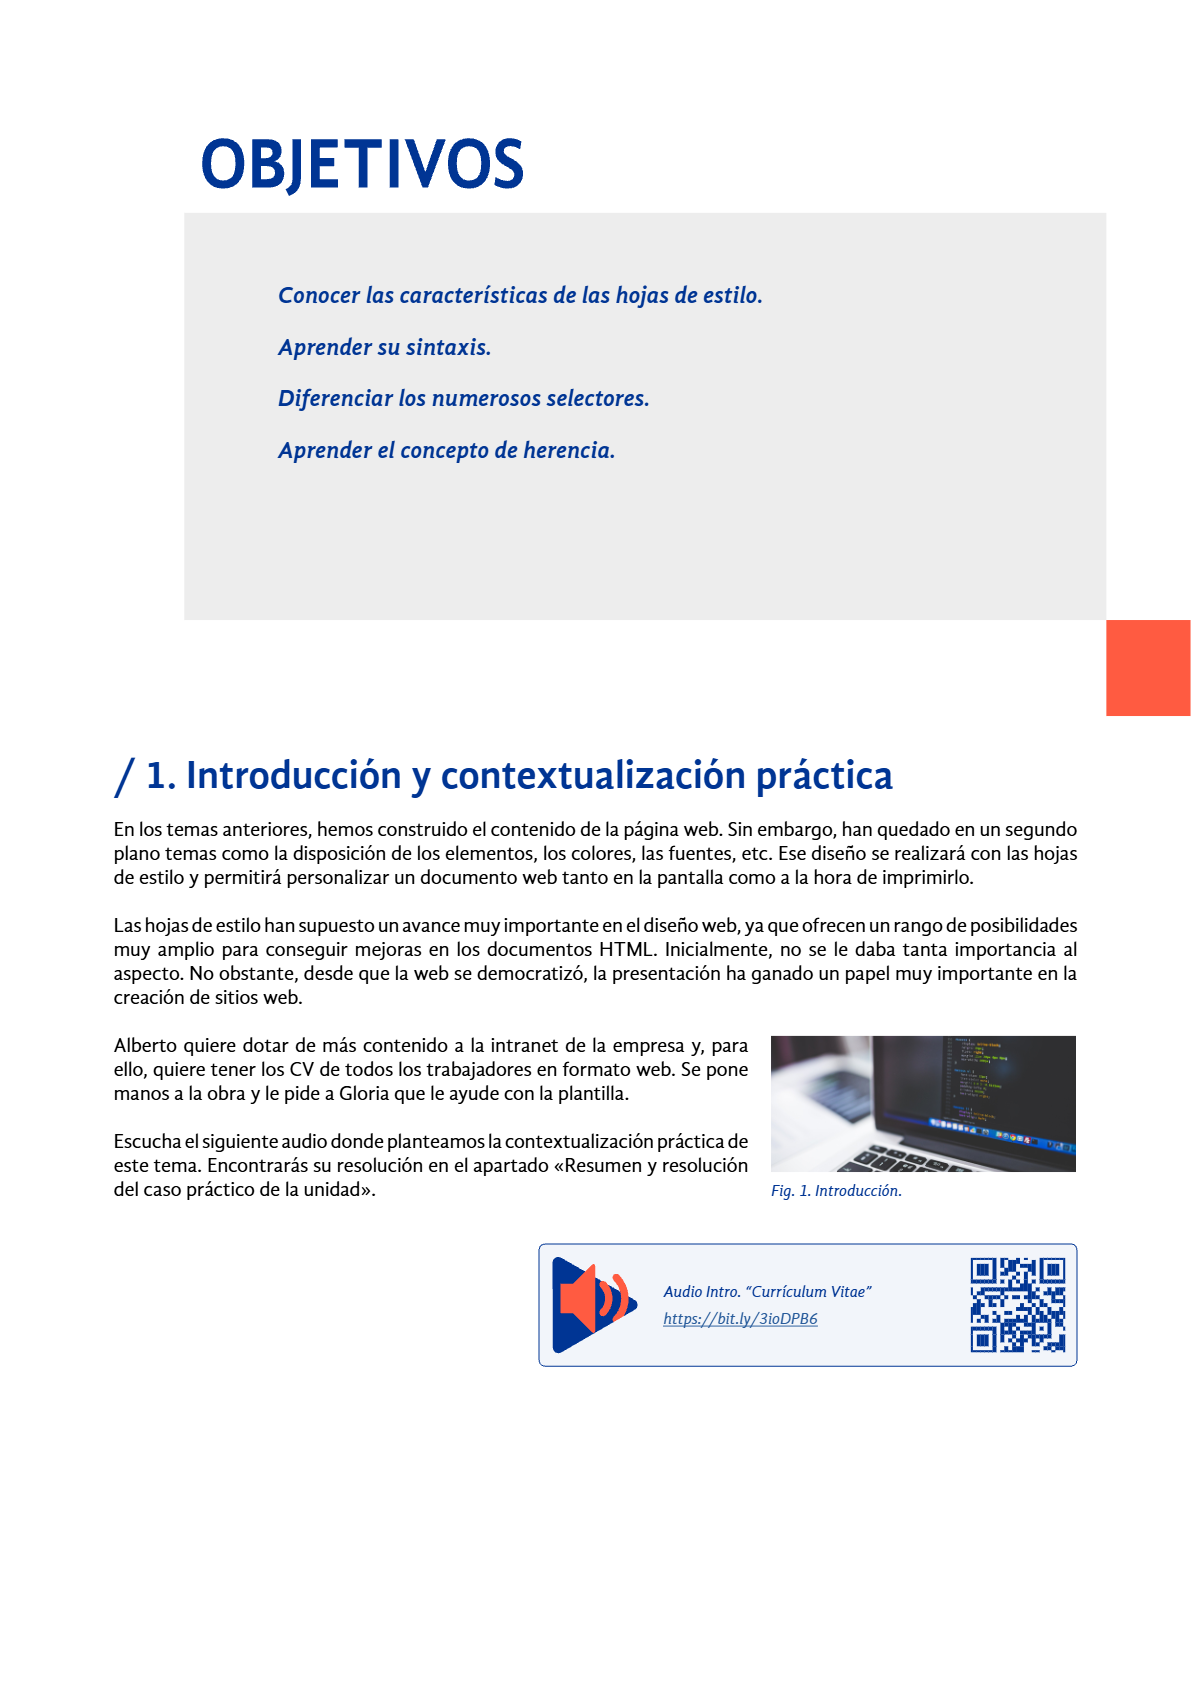 OBJETIVOS
Conocer las características de las hojas de estilo.
Aprender su sintaxis.
Diferenciar los numerosos selectores.
Aprender el concepto de herencia.
/ 1. Introducción y contextualización práctica
En los temas anteriores, hemos construido el contenido de la página web. Sin embargo, han quedado en un segundo
plano temas como la disposición de los elementos, los colores, las fuentes, etc. Ese diseño se realizará con las hojas
de estilo y permitirá personalizar un documento web tanto en la pantalla como a la hora de imprimirlo.
Las hojas de estilo han supuesto un avance muy importante en el diseño web, ya que ofrecen un rango de posibilidades
muy amplio para conseguir mejoras en los documentos HTML. Inicialmente, no se le daba tanta importancia al
aspecto. No obstante, desde que la web se democratizó, la presentación ha ganado un papel muy importante en la
creación de sitios web.
Alberto quiere dotar de más contenido a la intranet de la empresa y, para
ello, quiere tener los CV de todos los trabajadores en formato web. Se pone
manos a la obra y le pide a Gloria que le ayude con la plantilla.
Escucha el siguiente audio donde planteamos la contextualización práctica de
este tema. Encontrarás su resolución en el apartado «Resumen y resolución
del caso práctico de la unidad».
Fig. 1. Introducción.
Audio Intro. “Currículum Vitae”
https://bit.ly/3ioDPB6